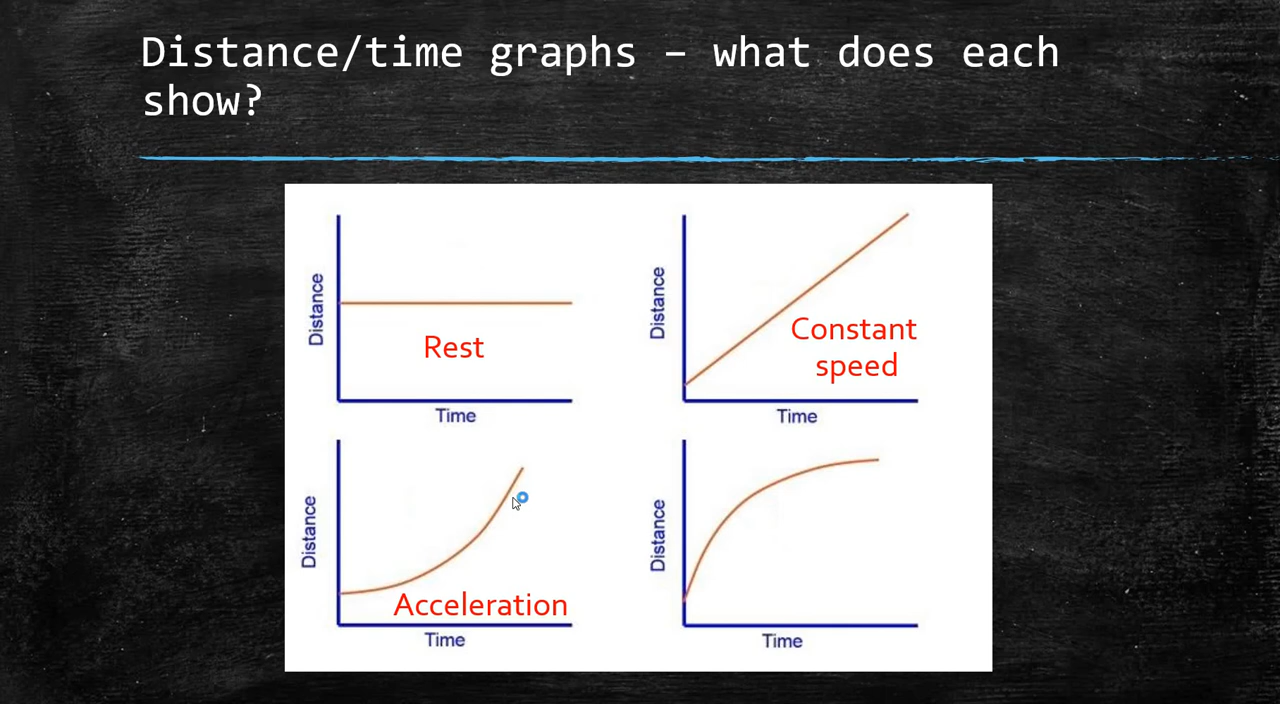 Distance/time graphs – what does each
show?
Distance
Rest
Time
Distance
Constant
speed
Time
Distance
Acceleration
Time
Distance
Time